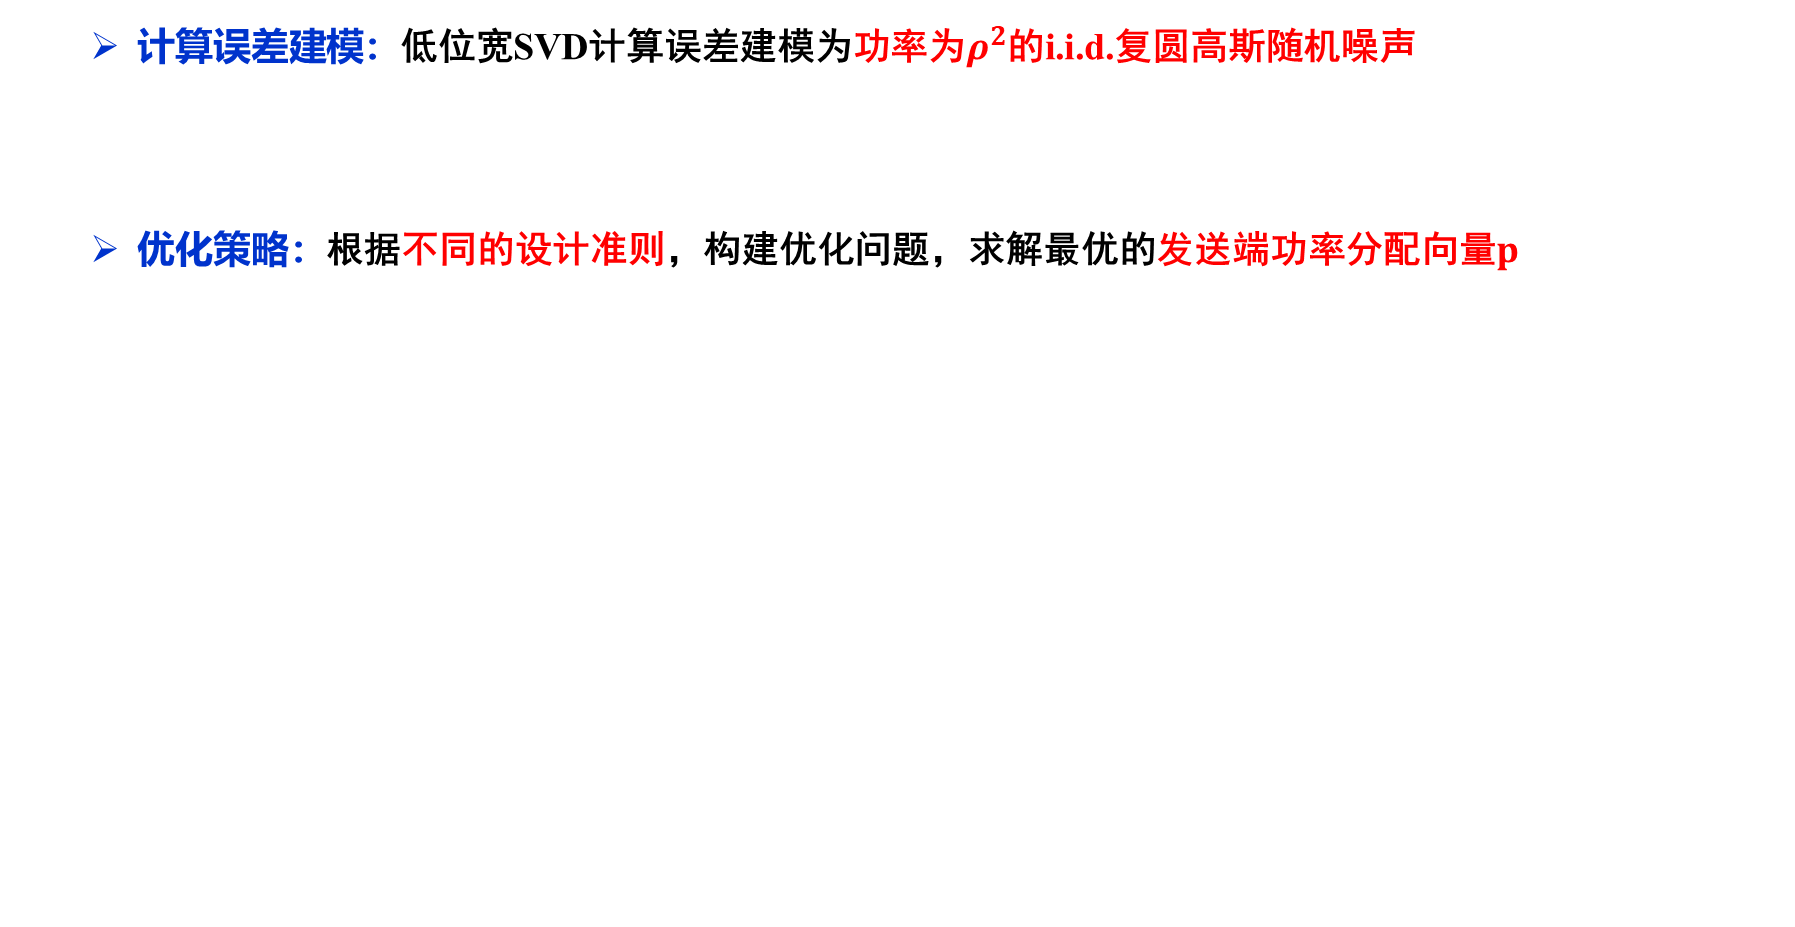 ➢ 计算误差建模：低位宽SVD计算误差建模为功率为ρ²的i.i.d.复圆高斯随机噪声
➢ 优化策略：根据不同的设计准则，构建优化问题，求解最优的发送端功率分配向量p